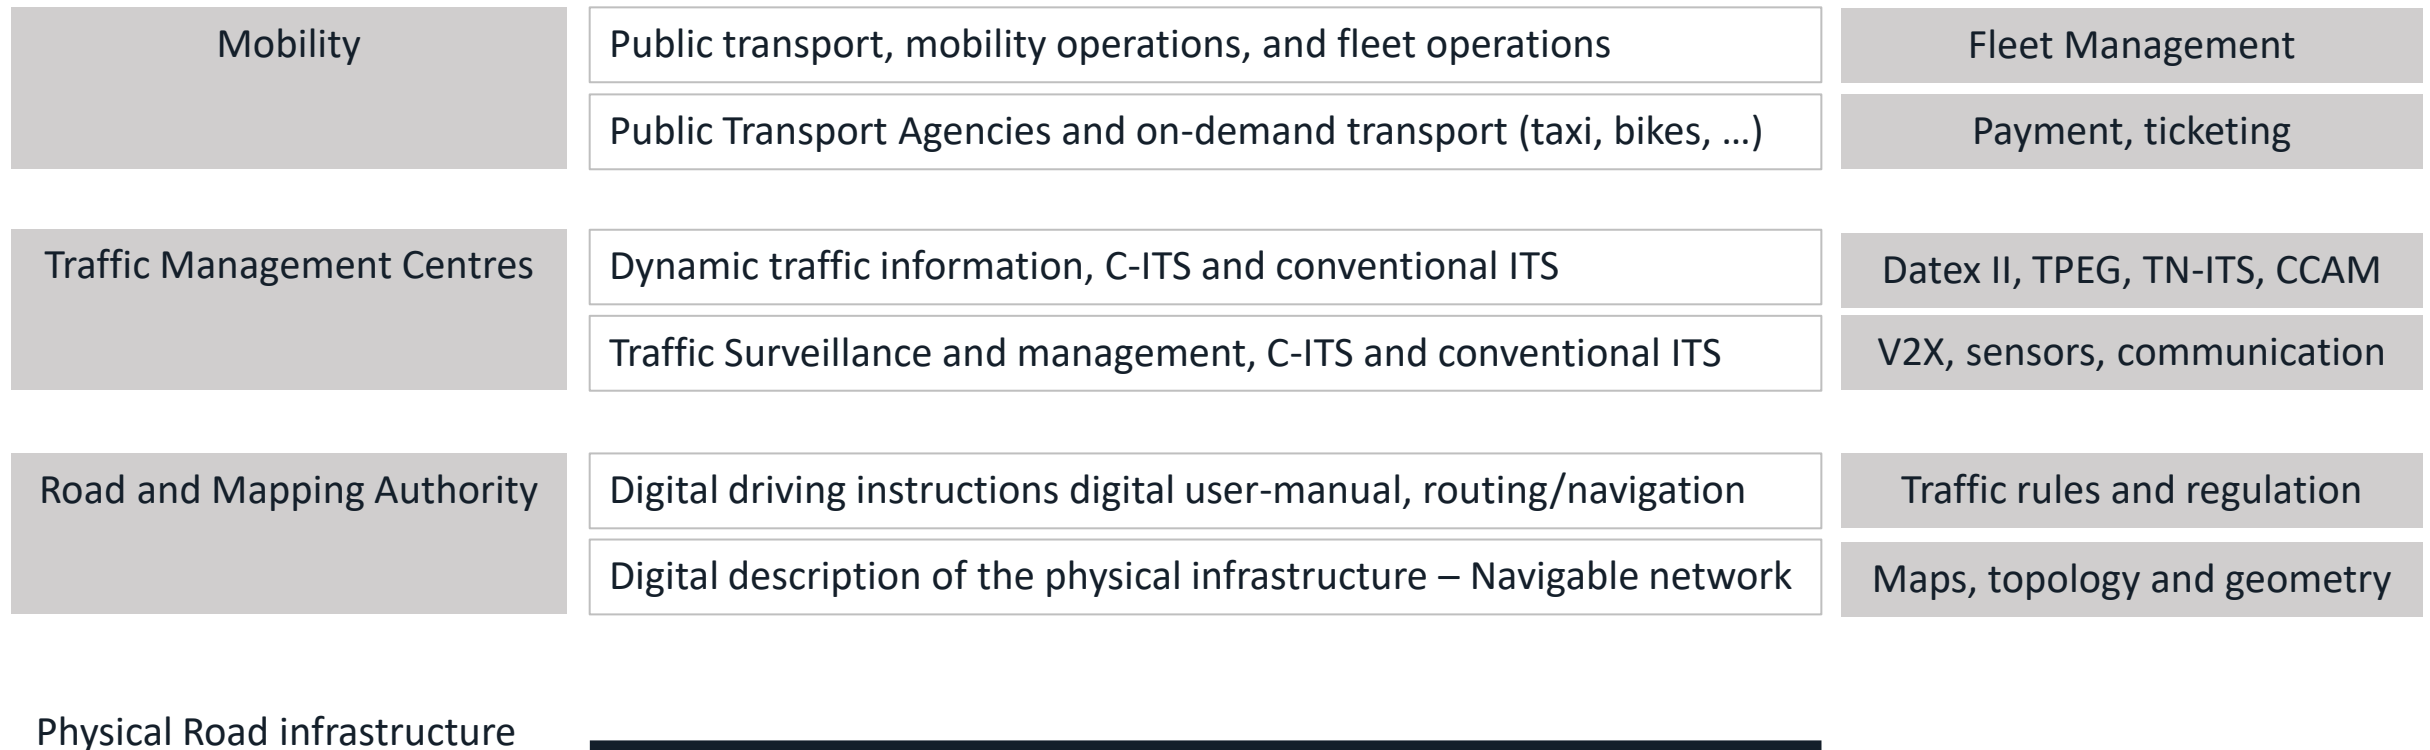 Mobility
Public transport, mobility operations, and fleet operations
Fleet Management
Public Transport Agencies and on-demand transport (taxi, bikes, …)
Payment, ticketing
Traffic Management Centres
Dynamic traffic information, C-ITS and conventional ITS
Datex II, TPEG, TN-ITS, CCAM
Traffic Surveillance and management, C-ITS and conventional ITS
V2X, sensors, communication
Road and Mapping Authority
Digital driving instructions digital user-manual, routing/navigation
Traffic rules and regulation
Digital description of the physical infrastructure – Navigable network
Maps, topology and geometry
Physical Road infrastructure